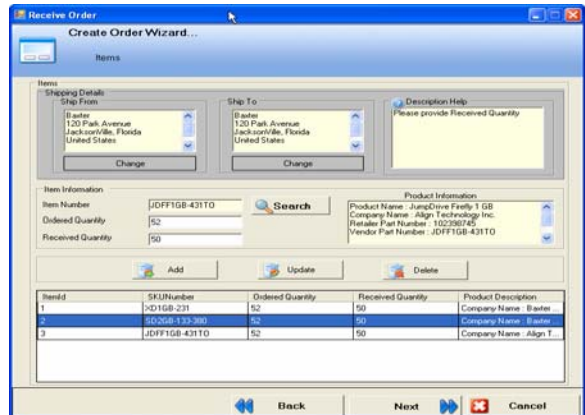 Receive Order
Create Order Wizard...
Items
Items
Shipping Details
Ship From
Baxter
120 Park Avenue
JacksonVille, Florida
United States
Change
Ship To
Baxter
120 Park Avenue
JacksonVille, Florida
United States
Change
Description Help
Please provide Received Quantity
Item Information
Item Number
JDFF1GB-431TO
Search
Ordered Quantity
52
Received Quantity
50
Product Information
Product Name : JumpDrive Firefly 1 GB
Company Name : Align Technology Inc.
Retailer Part Number : 102398745
Vendor Part Number : JDFF1GB-431TO
Add
Update
Delete
ItemId SKUNumber Ordered Quantity Received Quantity Product Description
1 XD1GB-231 52 50 Company Name : Baxter ...
2 SD2GB-133-380 52 50 Company Name : Baxter ...
3 JDFF1GB-431TO 52 50 Company Name : Align T...
Back
Next
Cancel